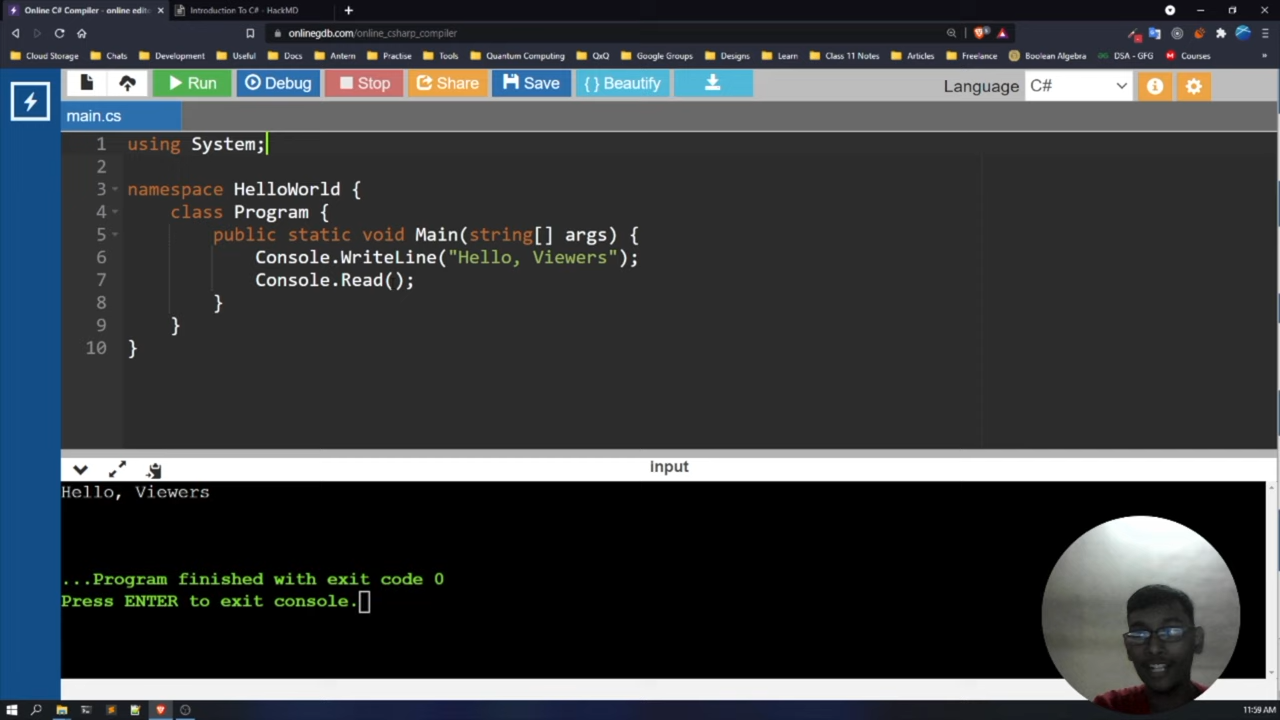 Online C# Compiler - online edito
Introduction To C# - HackMD
onlinegdb.com/online_csharp_compiler
Cloud Storage Chats Development Useful Docs Antern Practise Tools Quantum Computing QxQ Google Groups Designs Learn Class 11 Notes Articles Freelance Boolean Algebra DSA - GFG Courses »
Run Debug Stop Share Save { } Beautify Language C#
main.cs
1 using System;
2
3 namespace HelloWorld {
4 class Program {
5 public static void Main(string[] args) {
6 Console.WriteLine("Hello, Viewers");
7 Console.Read();
8 }
9 }
10 }
input
Hello, Viewers
...Program finished with exit code 0
Press ENTER to exit console.
11:59 AM